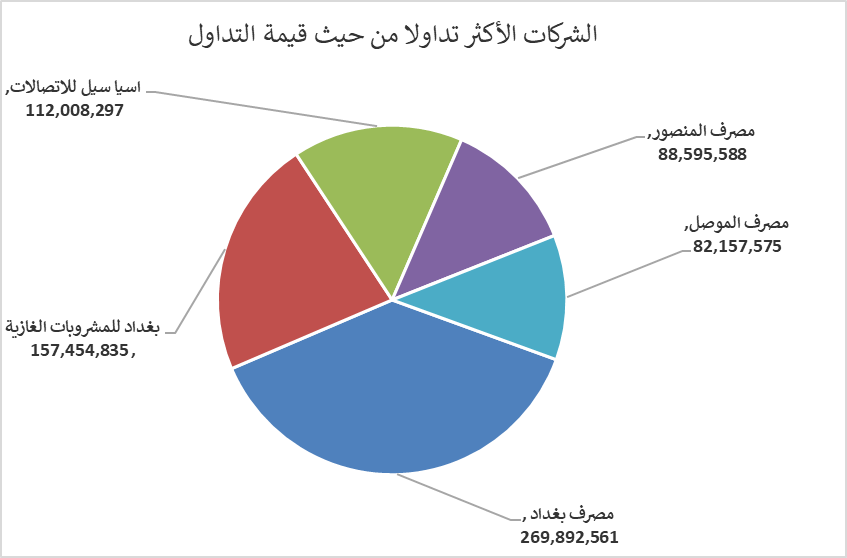 الشركات الأكثر تداولا من حيث قيمة التداول
اسيا سيل للاتصالات,
112,008,297
مصرف المنصور,
88,595,588
مصرف الموصل,
82,157,575
بغداد للمشروبات الغازية
, 157,454,835
مصرف بغداد ,
269,892,561